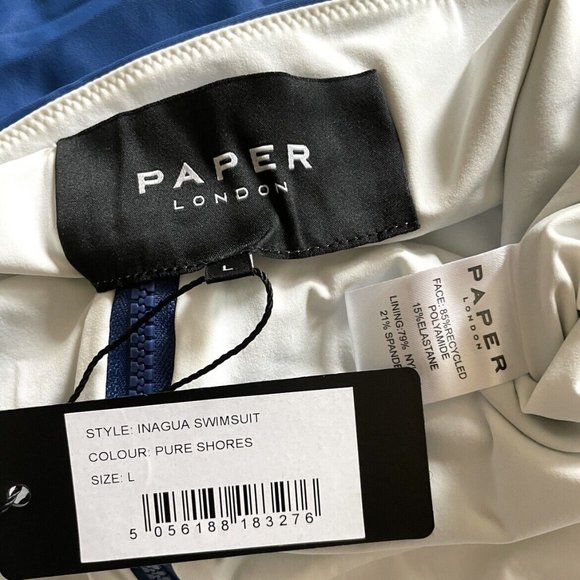 PAPER
LONDON
L
PAPER
LONDON
FACE: 85%RECYCLED
POLYAMIDE
15%ELASTANE
LINING:79%
21%
STYLE: INAGUA SWIMSUIT
COLOUR: PURE SHORES
SIZE: L
5 056188 183276